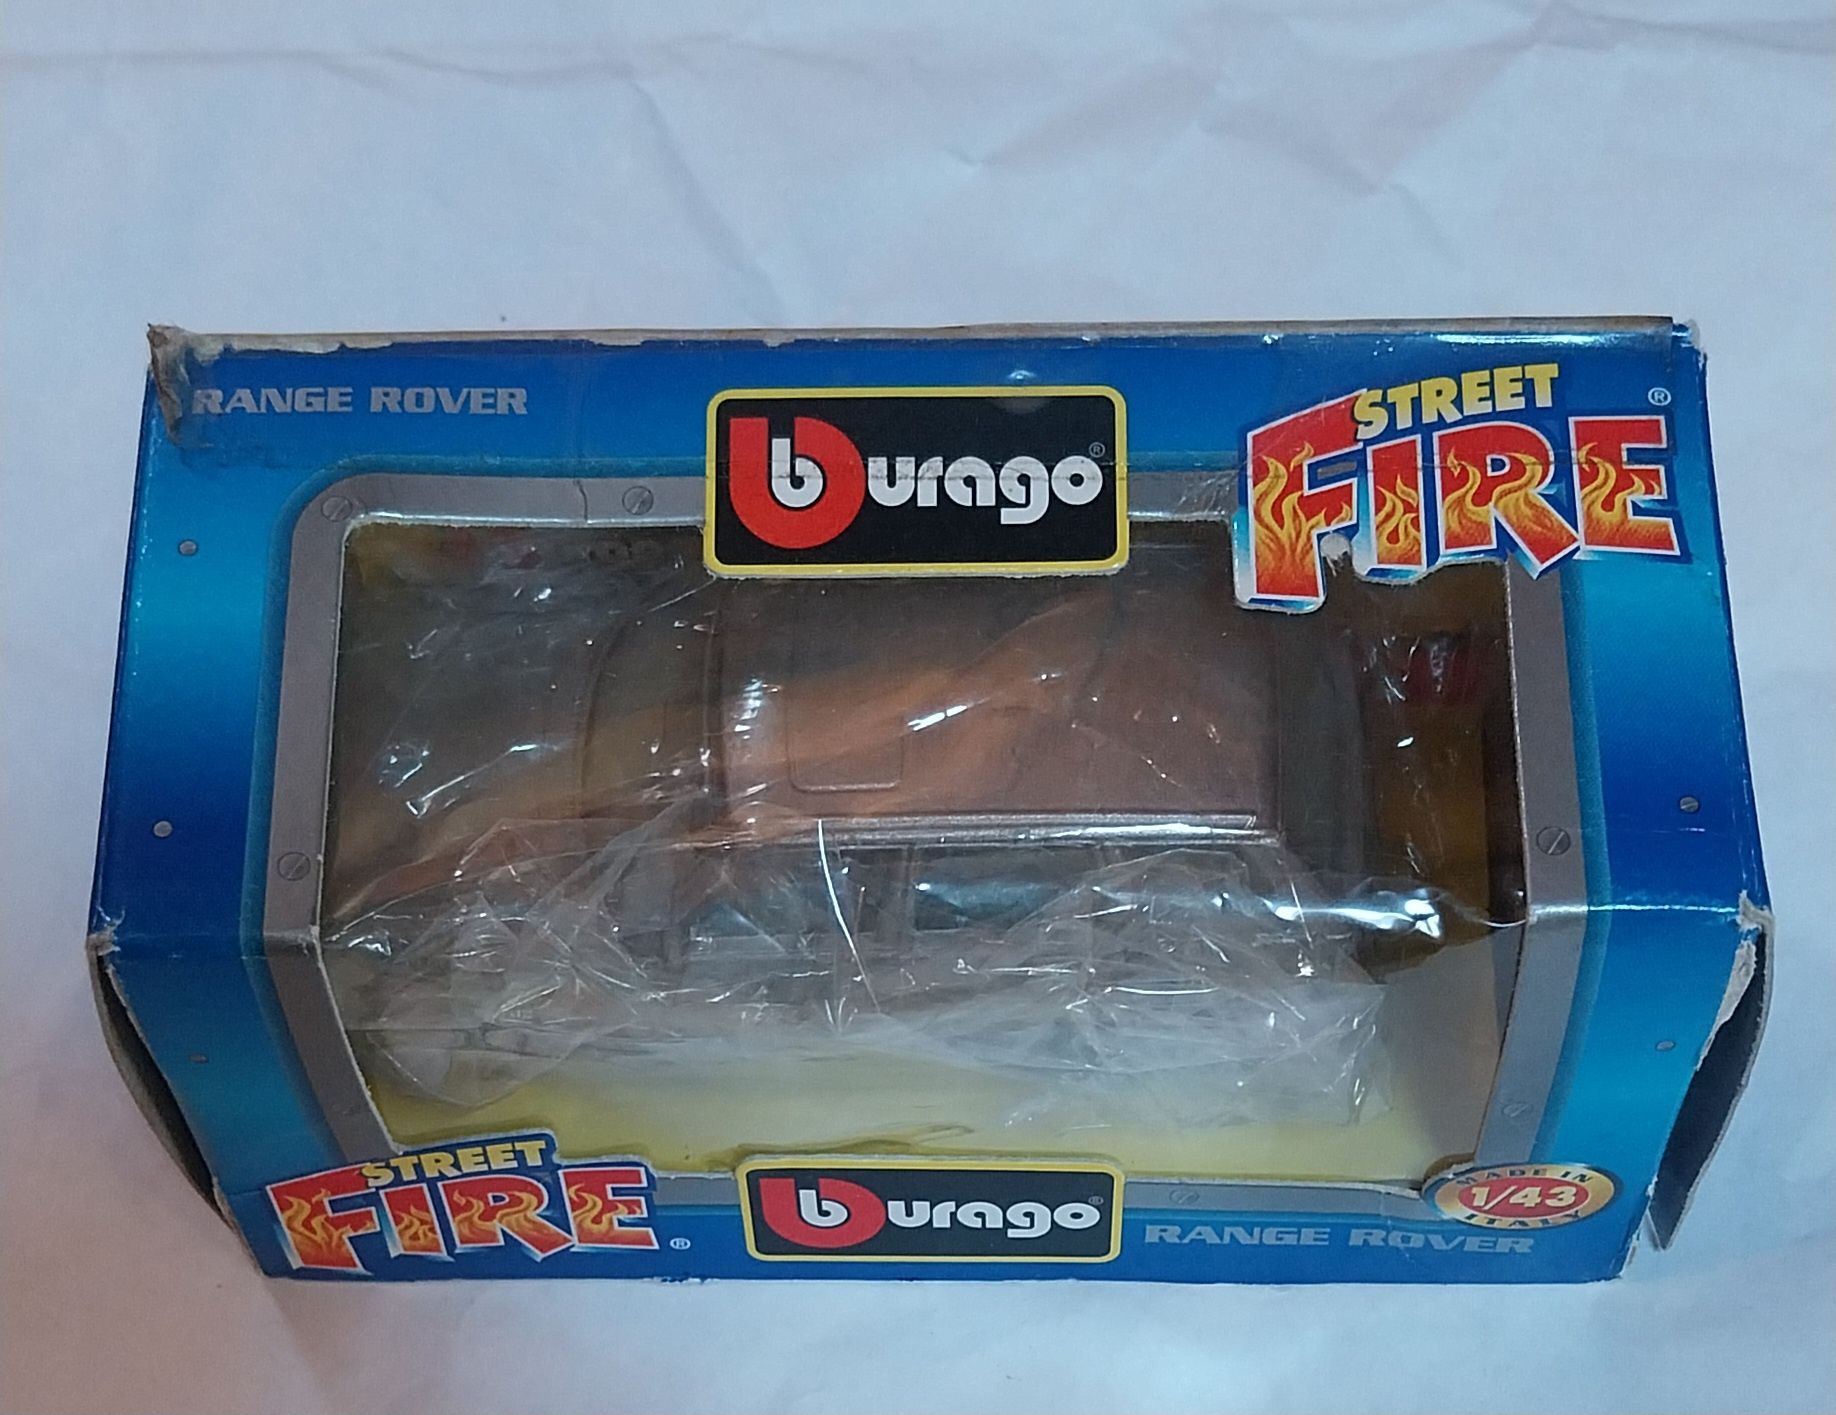 RANGE ROVER
burago®
STREET
FIRE®
STREET
FIRE®
burago®
MADE IN
1/43
ITALY
RANGE ROVER